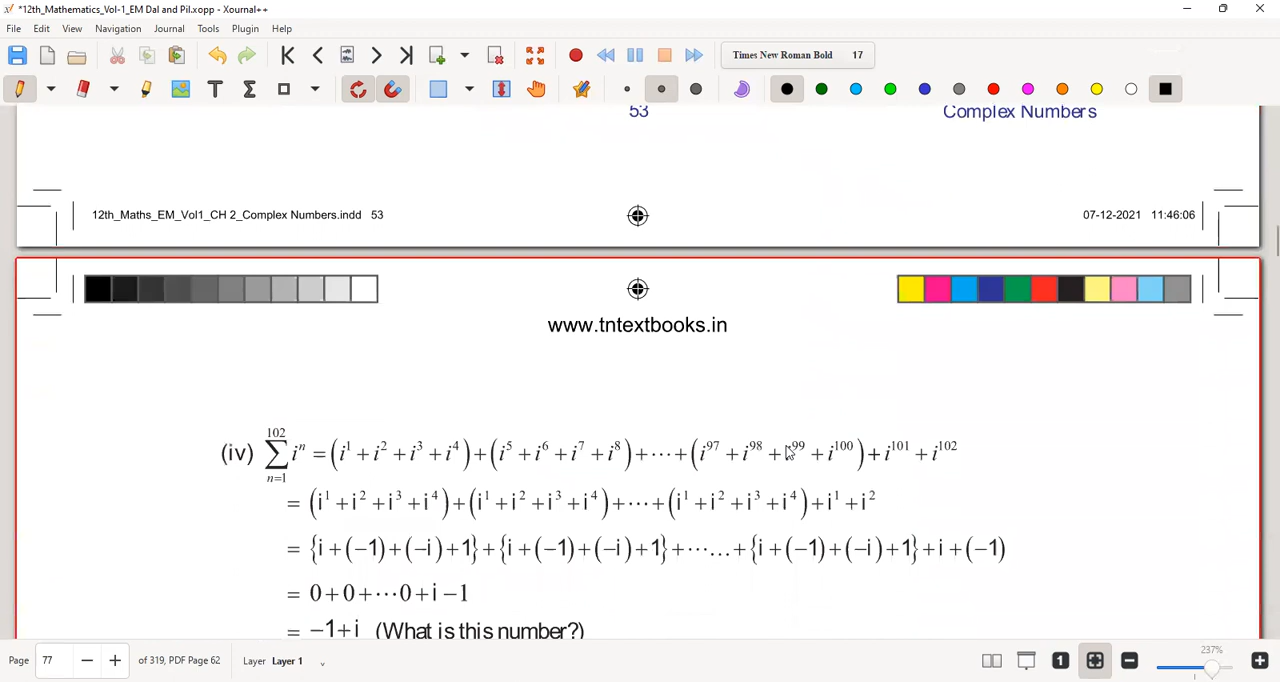 *12th_Mathematics_Vol-1_EM Dal and Pil.xopp - Xournal++
File Edit View Navigation Journal Tools Plugin Help
Times New Roman Bold 17
53 Complex Numbers
12th_Maths_EM_Vol1_CH 2_Complex Numbers.indd 53 07-12-2021 11:46:06
www.tntextbooks.in
(iv) ∑_{n=1}^{102} i^n = (i^1 + i^2 + i^3 + i^4) + (i^5 + i^6 + i^7 + i^8) + ⋯ + (i^97 + i^98 + i^99 + i^100) + i^101 + i^102
= (i^1 + i^2 + i^3 + i^4) + (i^1 + i^2 + i^3 + i^4) + ⋯ + (i^1 + i^2 + i^3 + i^4) + i^1 + i^2
= {i + (−1) + (−i) + 1} + {i + (−1) + (−i) + 1} + ⋯… + {i + (−1) + (−i) + 1} + i + (−1)
= 0 + 0 + ⋯0 + i − 1
= −1+i (What is this number?)
Page 77 of 319, PDF Page 62 Layer Layer 1 1 237%